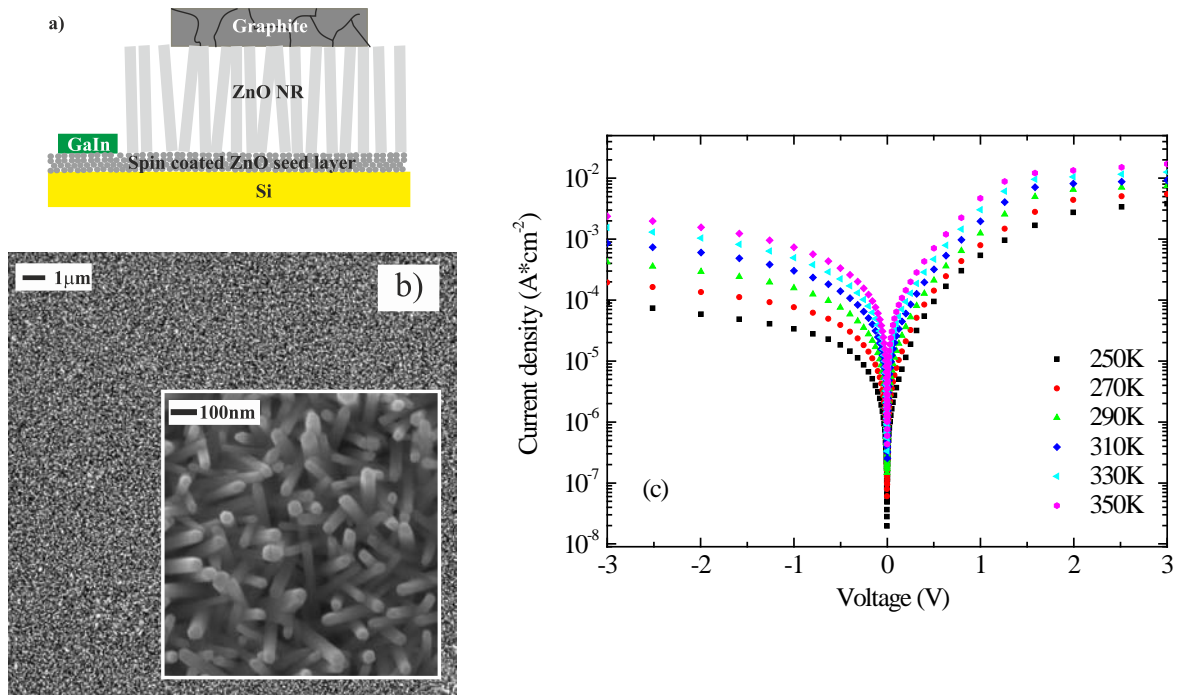 a)
Graphite
ZnO NR
GaIn
Spin coated ZnO seed layer
Si
1μm
b)
100nm
Current density (A*cm-2)
10-2
10-3
10-4
10-5
10-6
10-7
10-8
-3
-2
-1
0
1
2
3
Voltage (V)
(c)
250K
270K
290K
310K
330K
350K